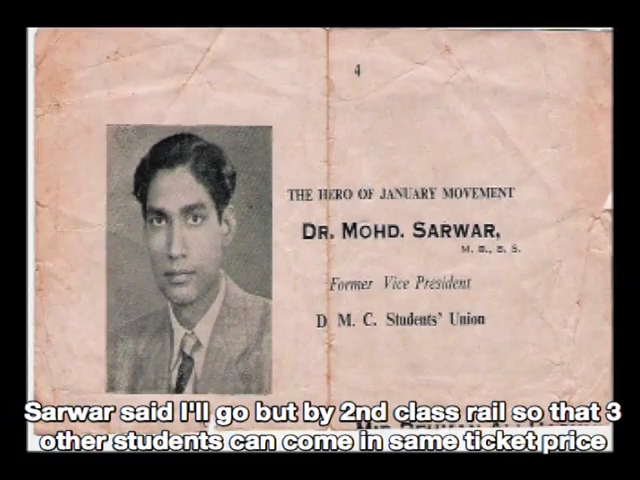 4
THE HERO OF JANUARY MOVEMENT
DR. MOHD. SARWAR,
M. B., B. S.
Former Vice President
D. M. C. Students' Union
Sarwar said I'll go but by 2nd class rail so that 3
other students can come in same ticket price